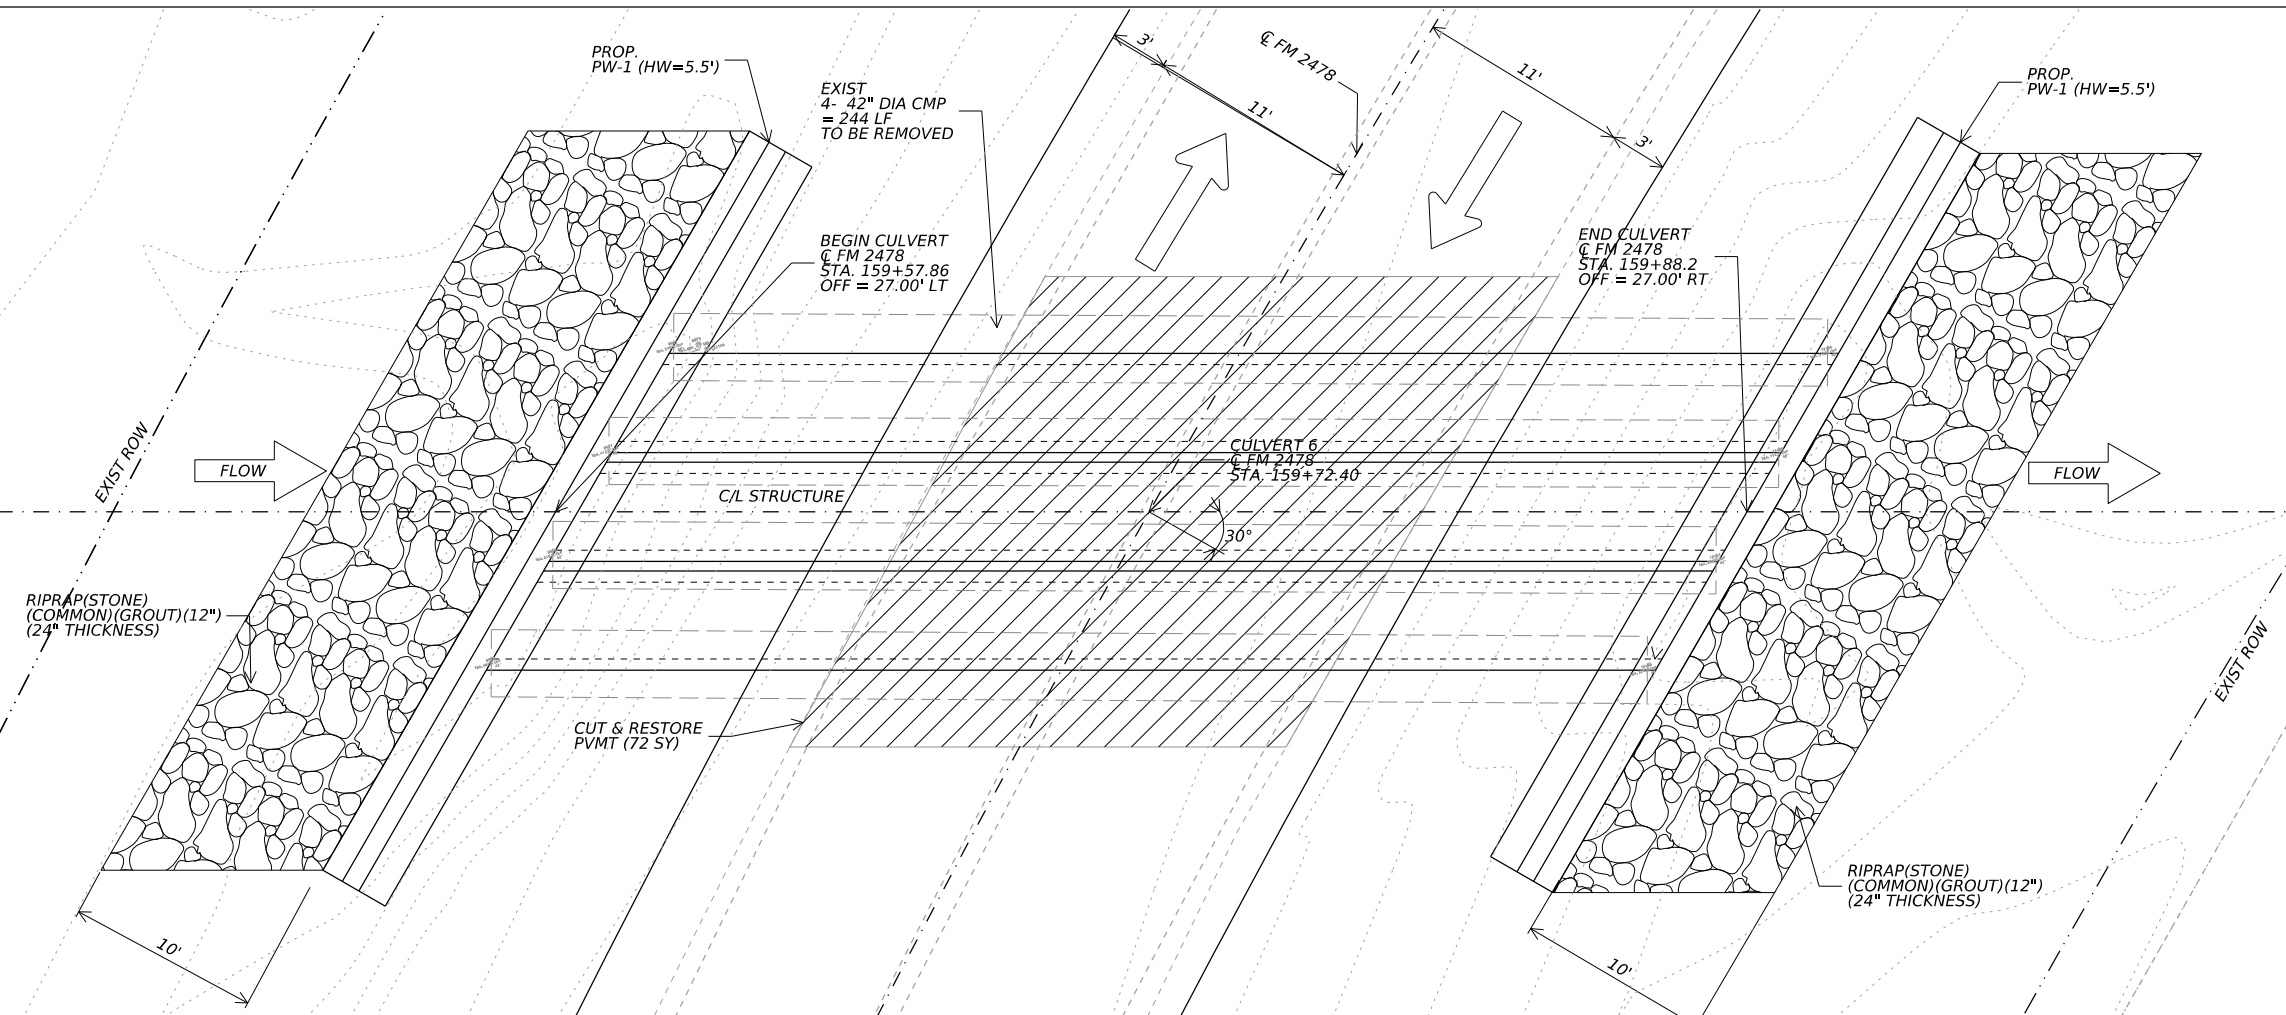 PROP.
PW-1 (HW=5.5')
EXIST
4- 42" DIA CMP
= 244 LF
TO BE REMOVED
3'
11'
℄ FM 2478
11'
3'
PROP.
PW-1 (HW=5.5')
BEGIN CULVERT
℄ FM 2478
STA. 159+57.86
OFF = 27.00' LT
END CULVERT
℄ FM 2478
STA. 159+88.2
OFF = 27.00' RT
EXIST ROW
FLOW
C/L STRUCTURE
CULVERT 6
℄ FM 2478
STA. 159+72.40
30°
FLOW
RIPRAP(STONE)
(COMMON)(GROUT)(12")
(24" THICKNESS)
EXIST ROW
CUT & RESTORE
PVMT (72 SY)
RIPRAP(STONE)
(COMMON)(GROUT)(12")
(24" THICKNESS)
10'
10'